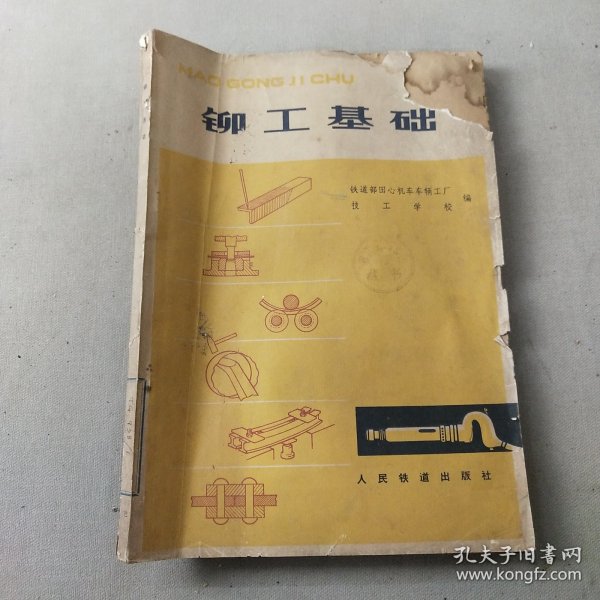 MAO GONG JI CHU
铆工基础
铁道部田心机车车辆工厂
技工学校
编
人民铁道出版社
孔夫子旧书网
www.kongfz.com